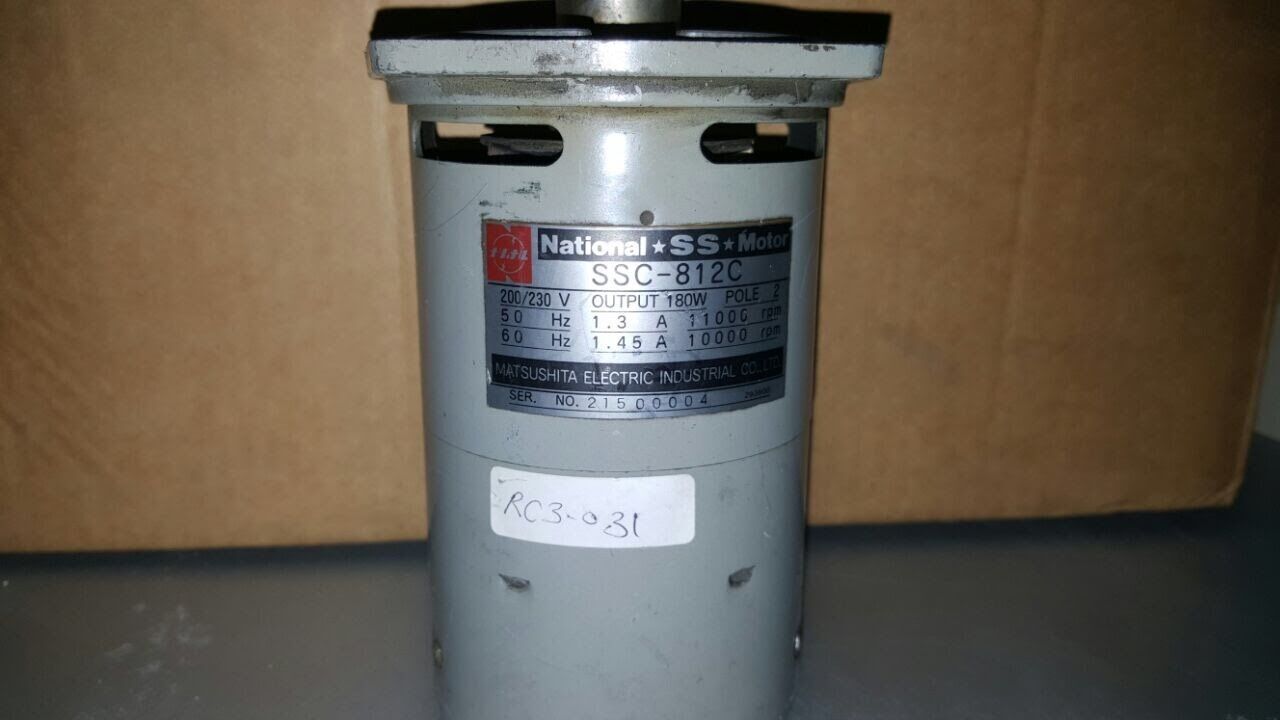 National ★ SS ★ Motor
SSC-812C
200/230 V OUTPUT 180W POLE 2
50 Hz 1.3 A 11000 rpm
60 Hz 1.45 A 10000 rpm
MATSUSHITA ELECTRIC INDUSTRIAL CO., LTD.
SER. NO. 21500004
RC3-031